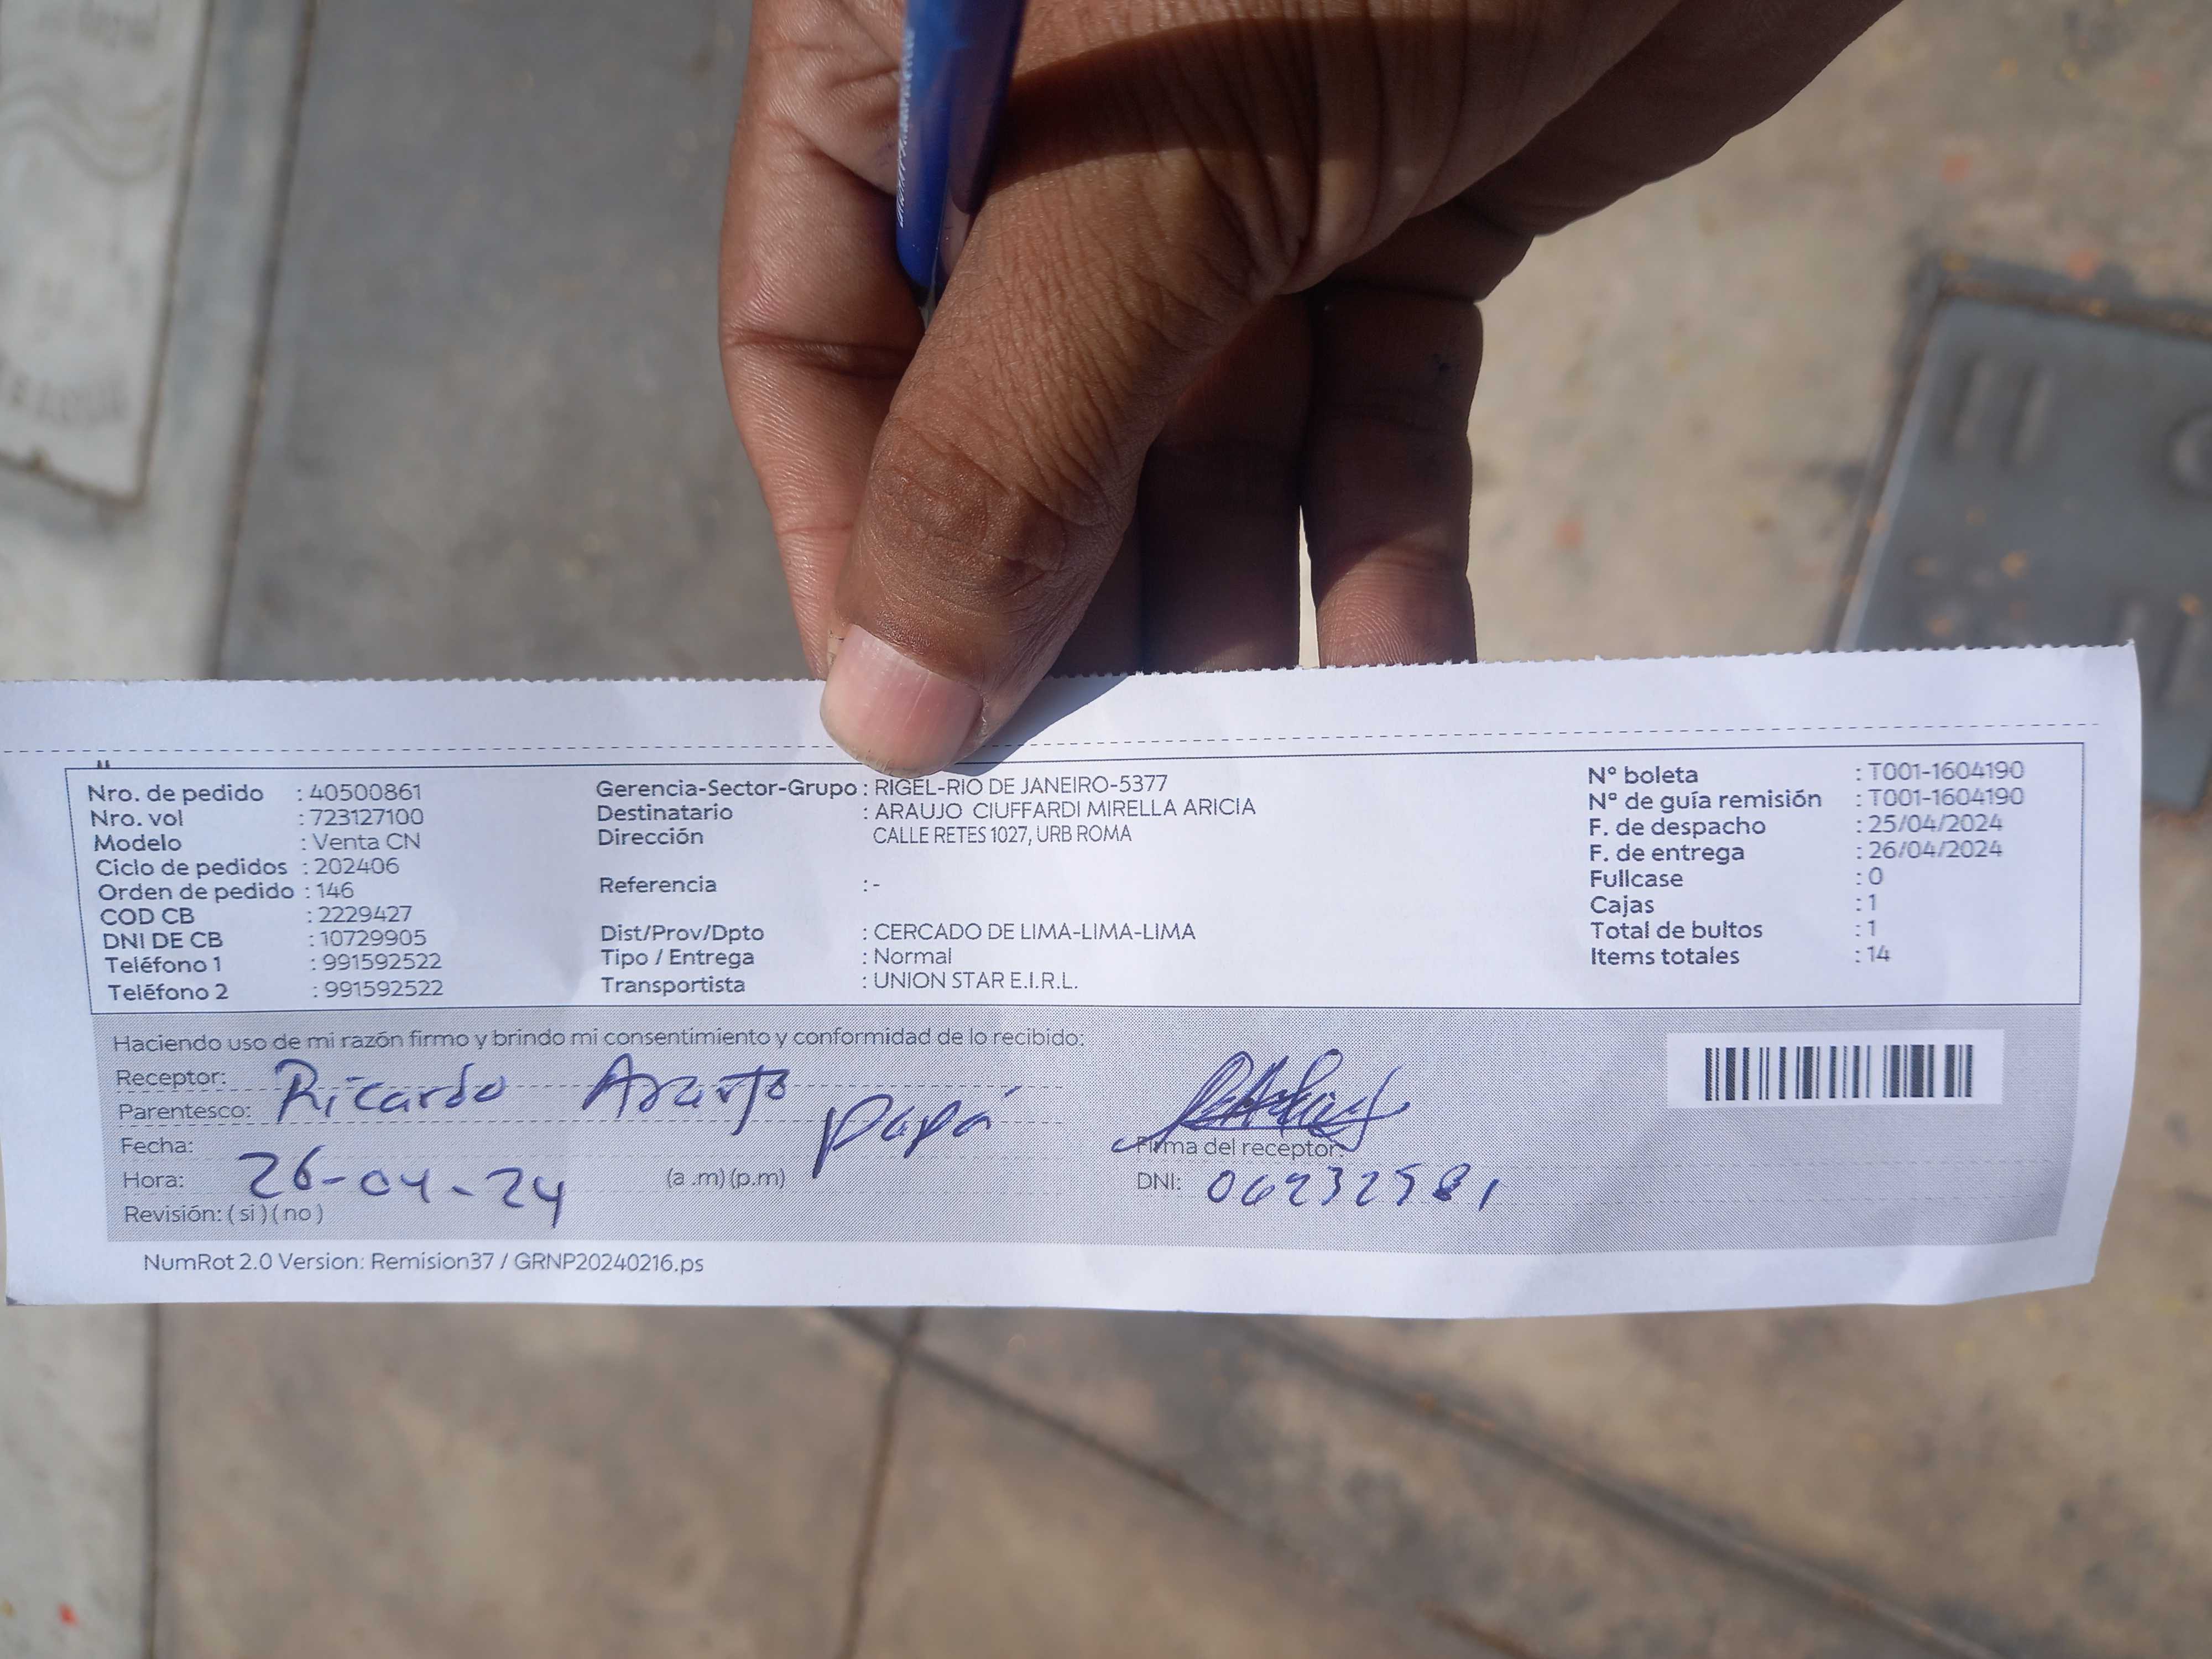 Nro. de pedido : 40500861
Nro. vol : 723127100
Modelo : Venta CN
Ciclo de pedidos : 202406
Orden de pedido : 146
COD CB : 2229427
DNI DE CB : 10729905
Teléfono 1 : 991592522
Teléfono 2 : 991592522
Gerencia-Sector-Grupo : RIGEL-RIO DE JANEIRO-5377
Destinatario : ARAUJO CIUFFARDI MIRELLA ARICIA
Dirección CALLE RETES 1027, URB ROMA
Referencia : -
Dist/Prov/Dpto : CERCADO DE LIMA-LIMA-LIMA
Tipo / Entrega : Normal
Transportista : UNION STAR E.I.R.L.
N° boleta : T001-1604190
N° de guía remisión : T001-1604190
F. de despacho : 25/04/2024
F. de entrega : 26/04/2024
Fullcase : 0
Cajas : 1
Total de bultos : 1
Items totales : 14
Haciendo uso de mi razón firmo y brindo mi consentimiento y conformidad de lo recibido:
Receptor: Ricardo Araujo
Parentesco: papá
Fecha: 26-04-24
Hora: (a .m) (p.m)
Revisión: ( si ) ( no )
Firma del receptor:
DNI:
NumRot 2.0 Version: Remision37 / GRNP20240216.ps